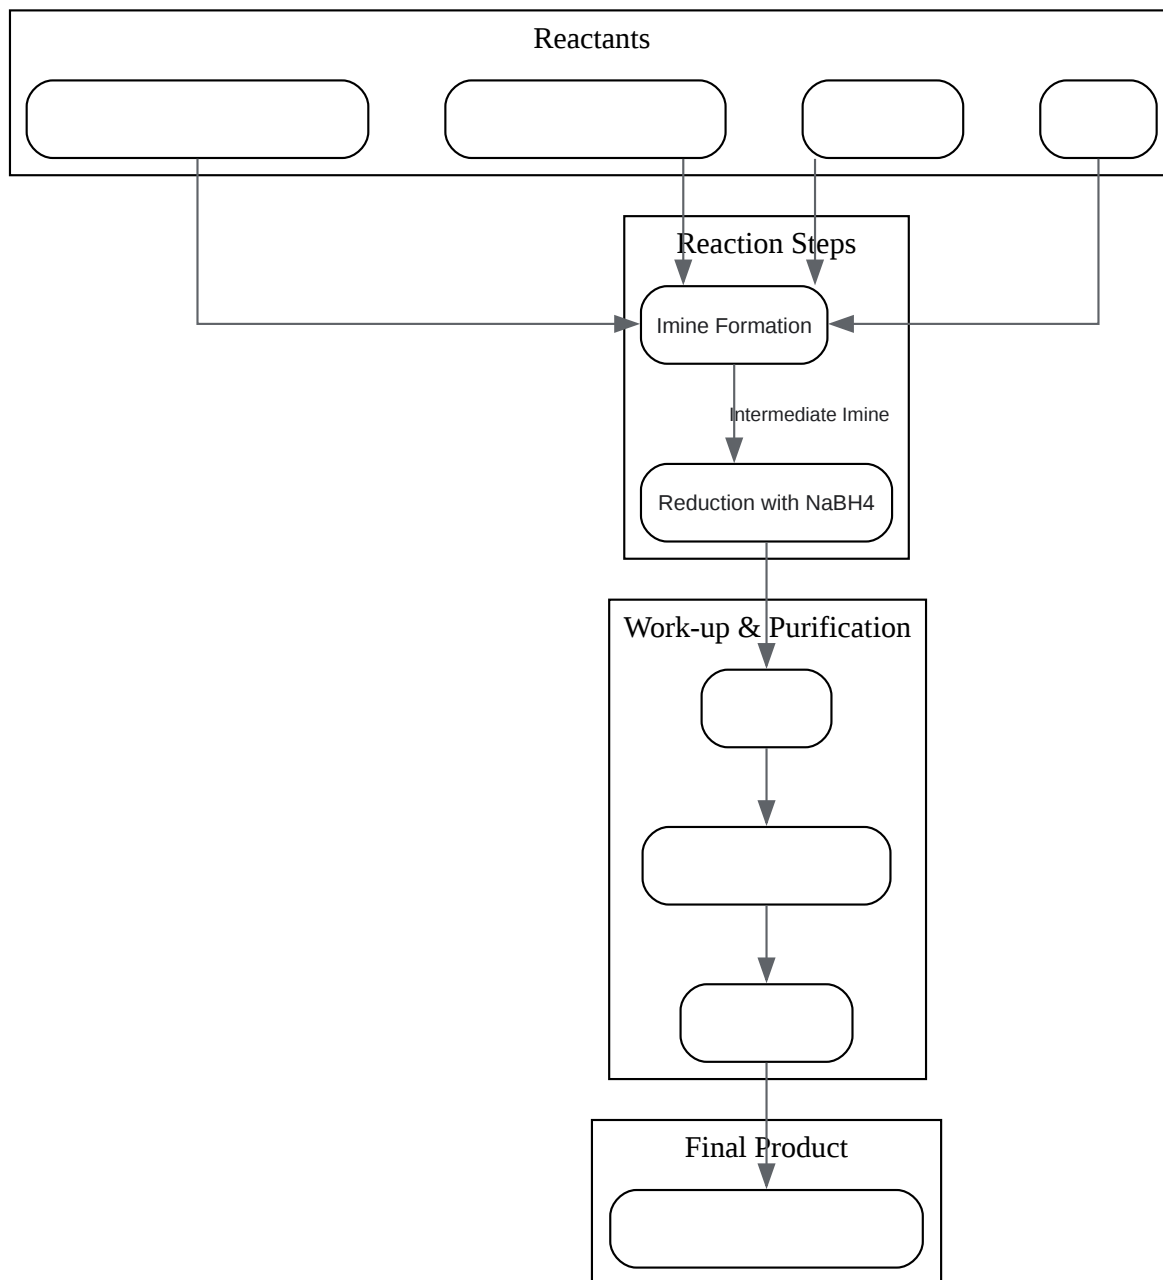 Reactants
Reaction Steps
Imine Formation
Intermediate Imine
Reduction with NaBH4
Work-up & Purification
Final Product